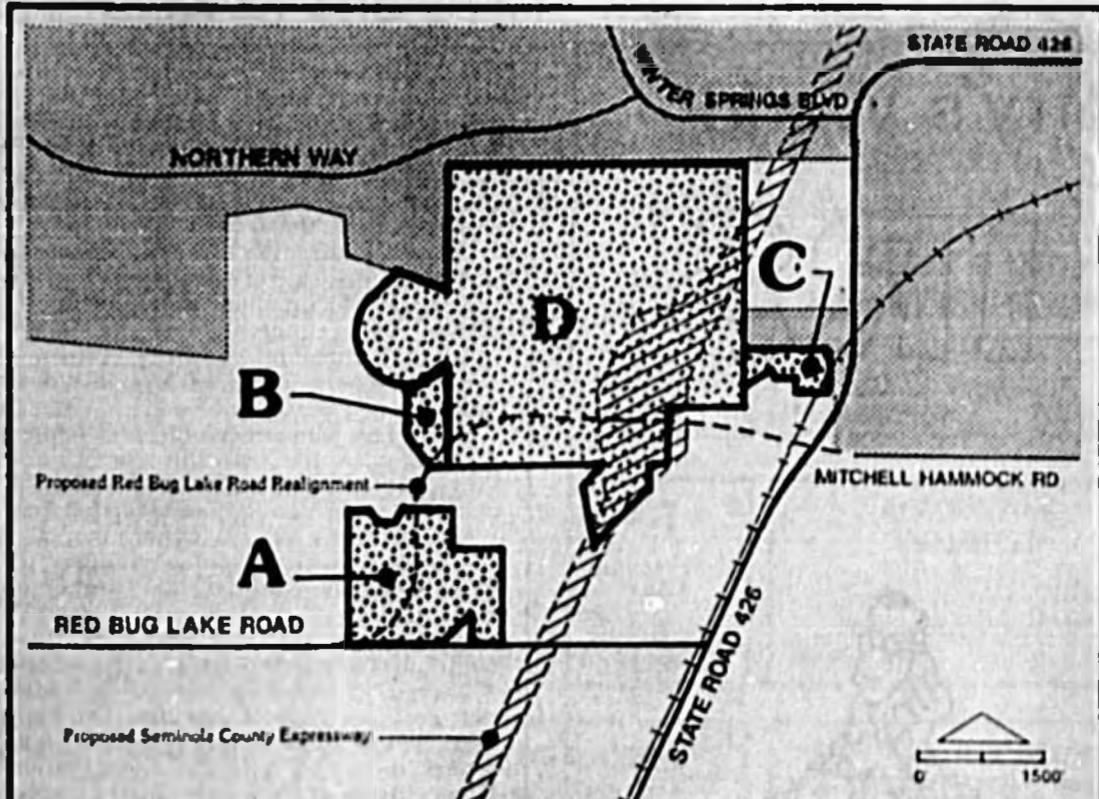 STATE ROAD 426
WINTER SPRINGS BLVD
NORTHERN WAY
C
D
B
Proposed Red Bug Lake Road Realignment
MITCHELL HAMMOCK RD
A
RED BUG LAKE ROAD
STATE ROAD 426
Proposed Seminole County Expressway
0' 1500'